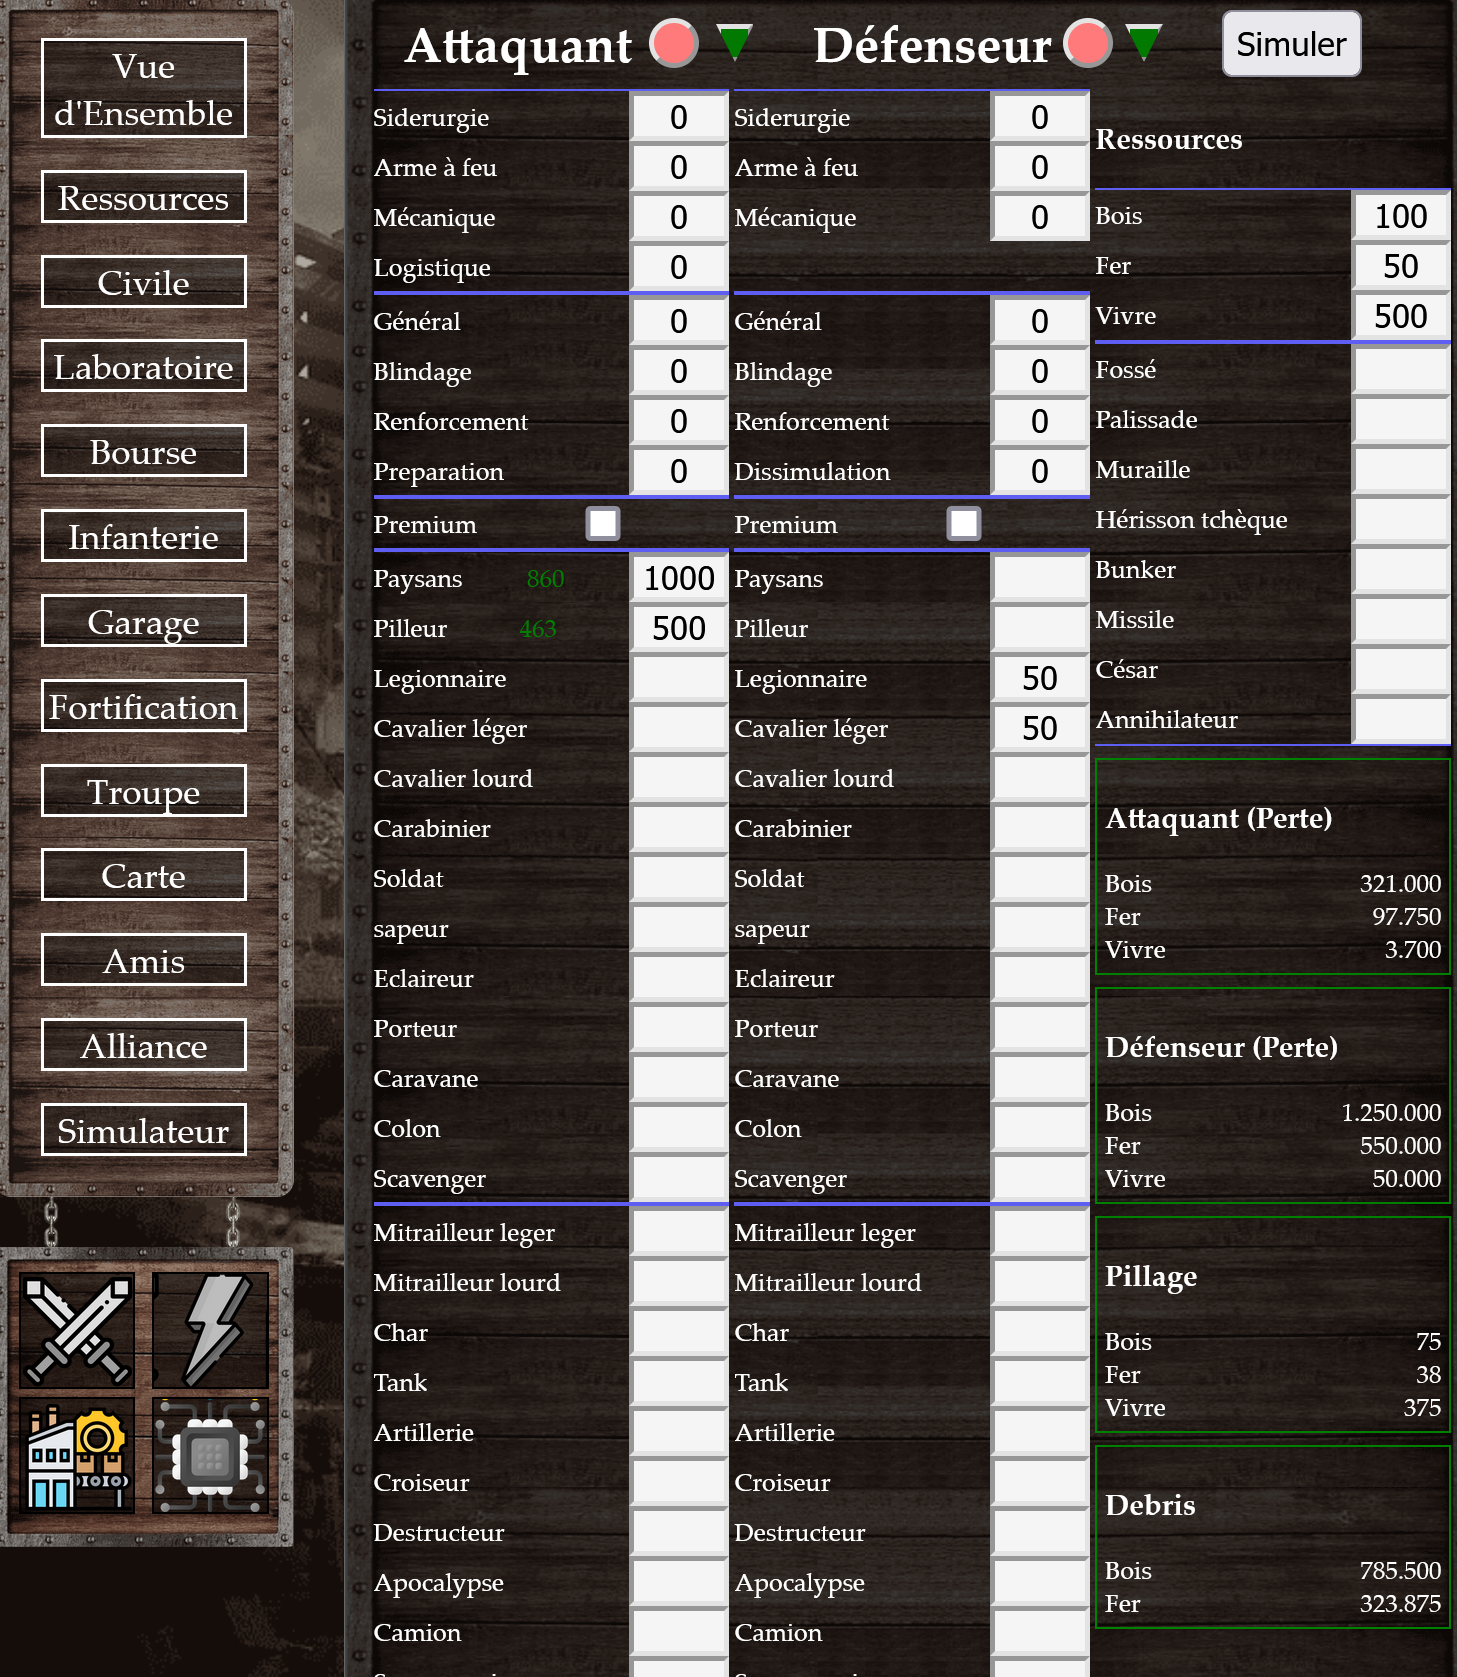 Vue
d'Ensemble
Ressources
Civile
Laboratoire
Bourse
Infanterie
Garage
Fortification
Troupe
Carte
Amis
Alliance
Simulateur
Attaquant
Siderurgie 0
Arme à feu 0
Mécanique 0
Logistique 0
Général 0
Blindage 0
Renforcement 0
Preparation 0
Premium
Paysans 860 1000
Pilleur 463 500
Legionnaire
Cavalier léger
Cavalier lourd
Carabinier
Soldat
sapeur
Eclaireur
Porteur
Caravane
Colon
Scavenger
Mitrailleur leger
Mitrailleur lourd
Char
Tank
Artillerie
Croiseur
Destructeur
Apocalypse
Camion
Défenseur
Siderurgie 0
Arme à feu 0
Mécanique 0
Général 0
Blindage 0
Renforcement 0
Dissimulation 0
Premium
Paysans
Pilleur
Legionnaire 50
Cavalier léger 50
Cavalier lourd
Carabinier
Soldat
sapeur
Eclaireur
Porteur
Caravane
Colon
Scavenger
Mitrailleur leger
Mitrailleur lourd
Char
Tank
Artillerie
Croiseur
Destructeur
Apocalypse
Camion
Simuler
Ressources
Bois 100
Fer 50
Vivre 500
Fossé
Palissade
Muraille
Hérisson tchèque
Bunker
Missile
César
Annihilateur
Attaquant (Perte)
Bois 321.000
Fer 97.750
Vivre 3.700
Défenseur (Perte)
Bois 1.250.000
Fer 550.000
Vivre 50.000
Pillage
Bois 75
Fer 38
Vivre 375
Debris
Bois 785.500
Fer 323.875